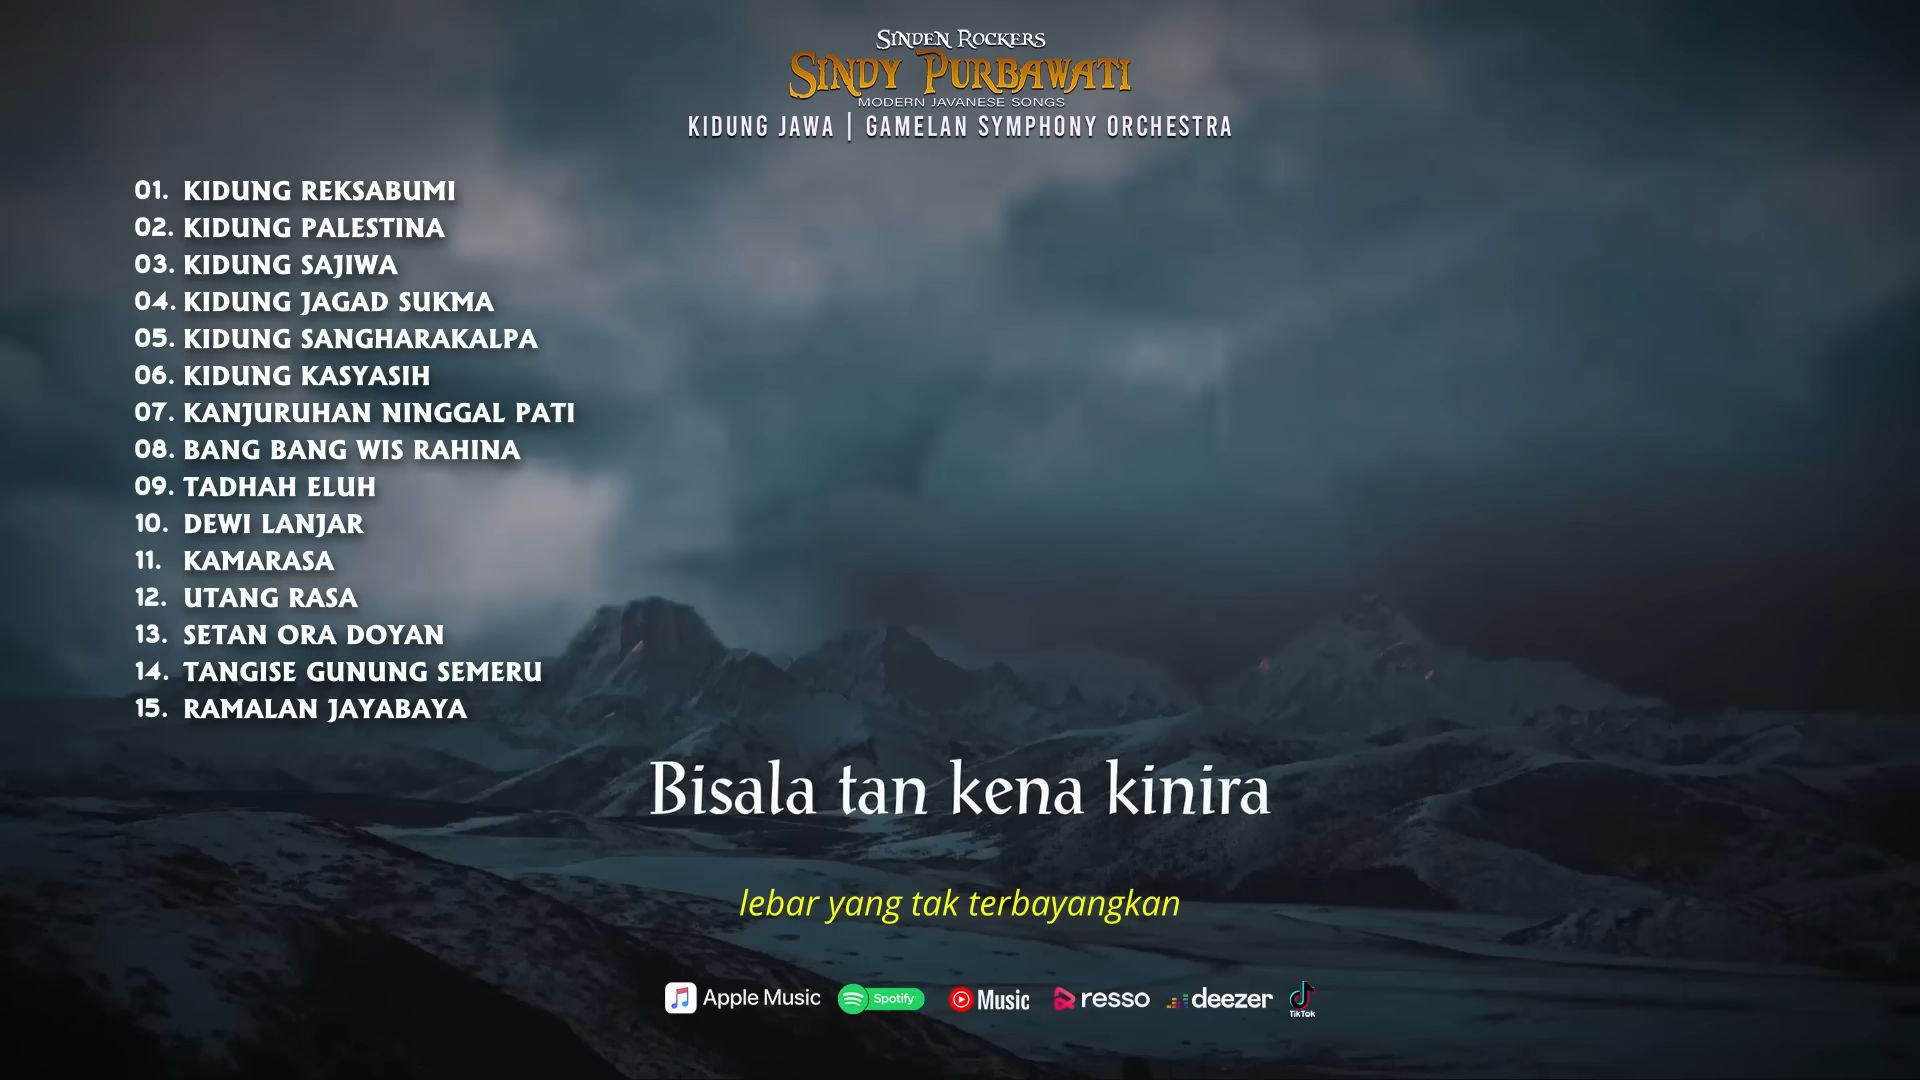 SINDEN ROCKERS
SINDY PURBAWATI
MODERN JAVANESE SONGS
KIDUNG JAWA | GAMELAN SYMPHONY ORCHESTRA
01. KIDUNG REKSABUMI
02. KIDUNG PALESTINA
03. KIDUNG SAJIWA
04. KIDUNG JAGAD SUKMA
05. KIDUNG SANGHARAKALPA
06. KIDUNG KASYASIH
07. KANJURUHAN NINGGAL PATI
08. BANG BANG WIS RAHINA
09. TADHAH ELUH
10. DEWI LANJAR
11. KAMARASA
12. UTANG RASA
13. SETAN ORA DOYAN
14. TANGISE GUNUNG SEMERU
15. RAMALAN JAYABAYA
Bisala tan kena kinira
lebar yang tak terbayangkan
Apple Music Spotify Music resso deezer TikTok